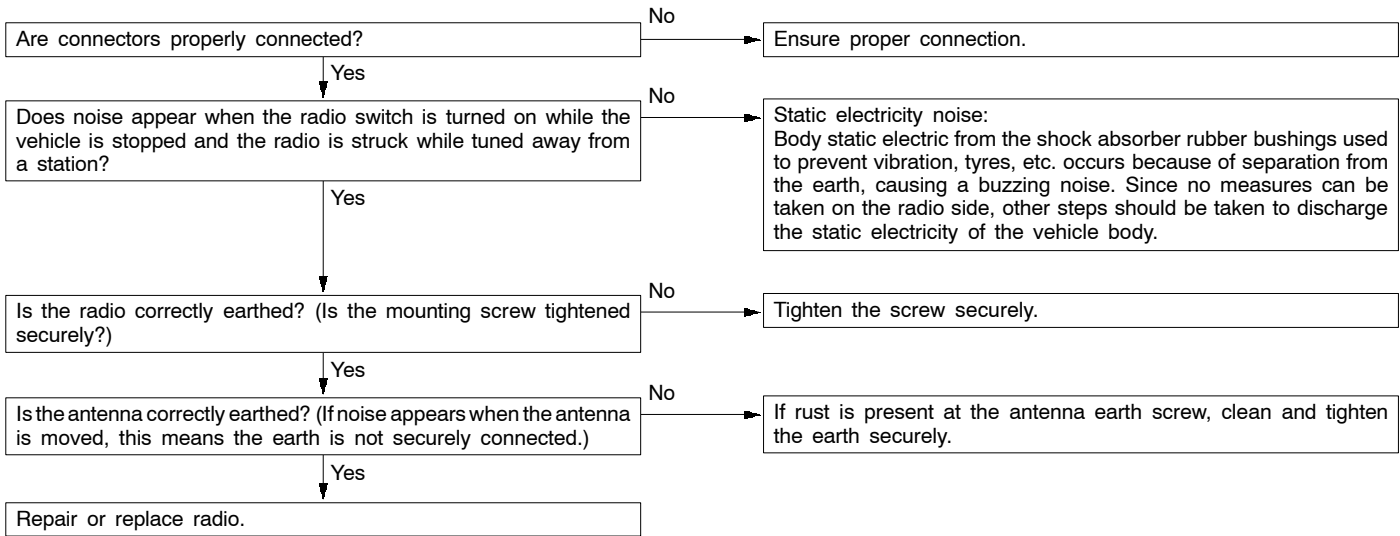 No
Are connectors properly connected?
Ensure proper connection.
Yes
No
Does noise appear when the radio switch is turned on while the
vehicle is stopped and the radio is struck while tuned away from
a station?
Static electricity noise:
Body static electric from the shock absorber rubber bushings used
to prevent vibration, tyres, etc. occurs because of separation from
the earth, causing a buzzing noise. Since no measures can be
taken on the radio side, other steps should be taken to discharge
the static electricity of the vehicle body.
Yes
No
Is the radio correctly earthed? (Is the mounting screw tightened
securely?)
Tighten the screw securely.
Yes
No
Is the antenna correctly earthed? (If noise appears when the antenna
is moved, this means the earth is not securely connected.)
If rust is present at the antenna earth screw, clean and tighten
the earth securely.
Yes
Repair or replace radio.